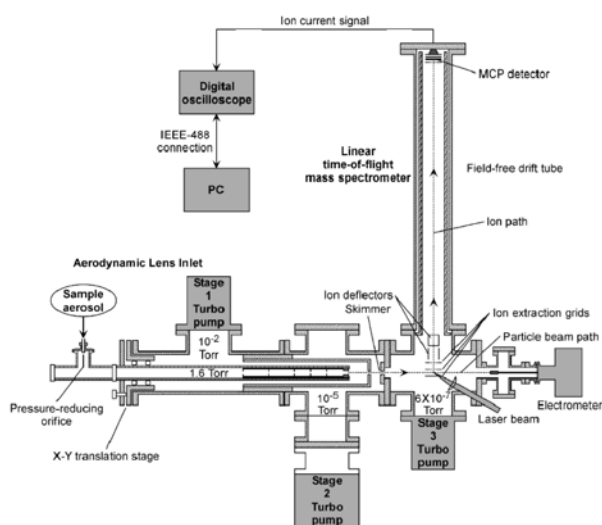 Ion current signal
MCP detector
Digital
oscilloscope
IEEE-488
connection
PC
Linear
time-of-flight
mass spectrometer
Field-free drift tube
Ion path
Aerodynamic Lens Inlet
Sample
aerosol
Stage
1
Turbo
pump
Ion deflectors
Skimmer
Ion extraction grids
Particle beam path
10-2
Torr
1.6 Torr
Pressure-reducing
orifice
X-Y translation stage
10-5
Torr
6X10-7
Torr
Electrometer
Laser beam
Stage
3
Turbo
pump
Stage
2
Turbo
pump